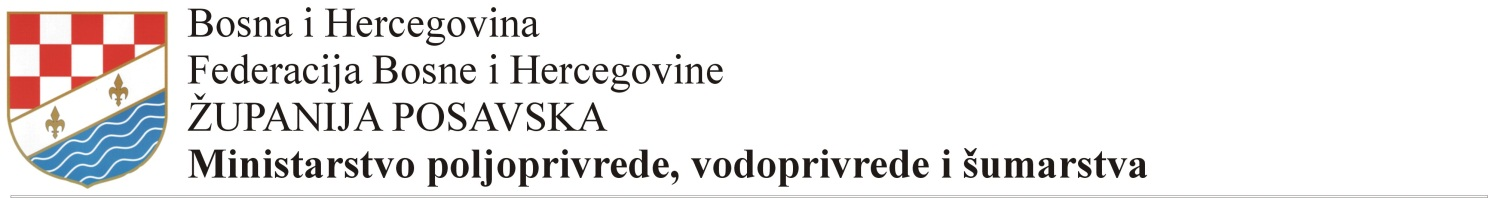 Bosna i Hercegovina
Federacija Bosne i Hercegovine
ŽUPANIJA POSAVSKA
Ministarstvo poljoprivrede, vodoprivrede i šumarstva